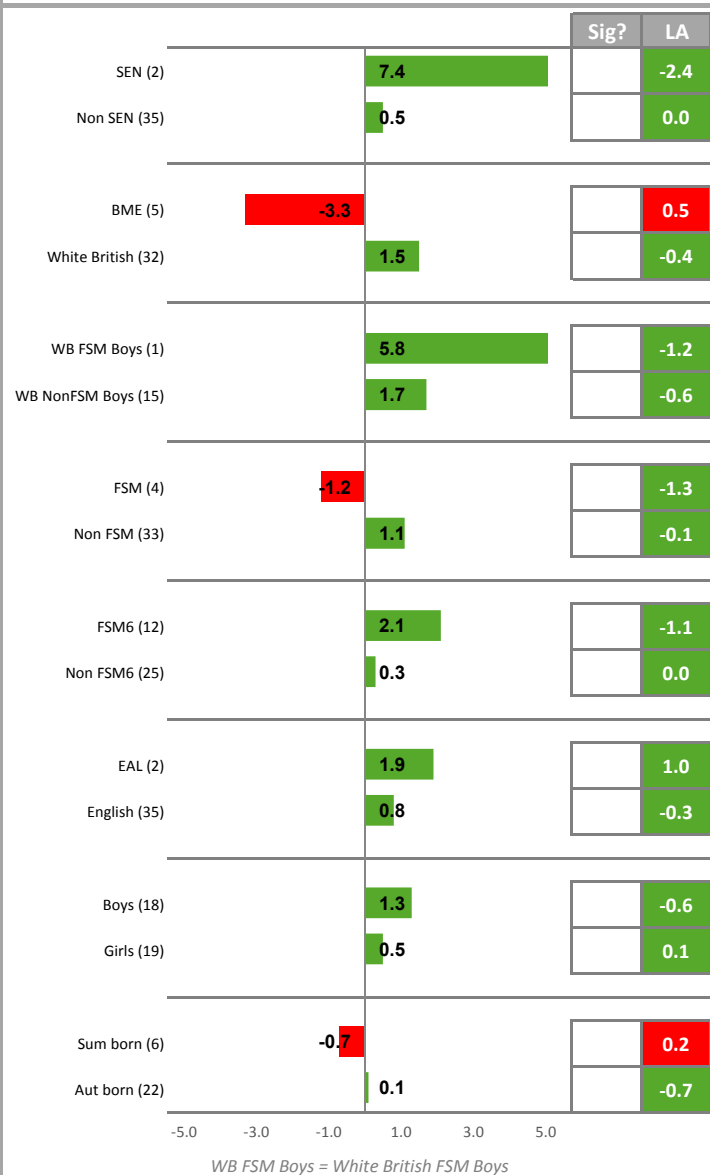 Sig? LA
SEN (2) 7.4 -2.4
Non SEN (35) 0.5 0.0
BME (5) -3.3 0.5
White British (32) 1.5 -0.4
WB FSM Boys (1) 5.8 -1.2
WB NonFSM Boys (15) 1.7 -0.6
FSM (4) -1.2 -1.3
Non FSM (33) 1.1 -0.1
FSM6 (12) 2.1 -1.1
Non FSM6 (25) 0.3 0.0
EAL (2) 1.9 1.0
English (35) 0.8 -0.3
Boys (18) 1.3 -0.6
Girls (19) 0.5 0.1
Sum born (6) -0.7 0.2
Aut born (22) 0.1 -0.7
-5.0 -3.0 -1.0 1.0 3.0 5.0
WB FSM Boys = White British FSM Boys